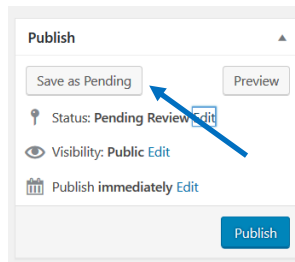 Publish
Save as Pending Preview
Status: Pending Review Edit
Visibility: Public Edit
Publish immediately Edit
Publish